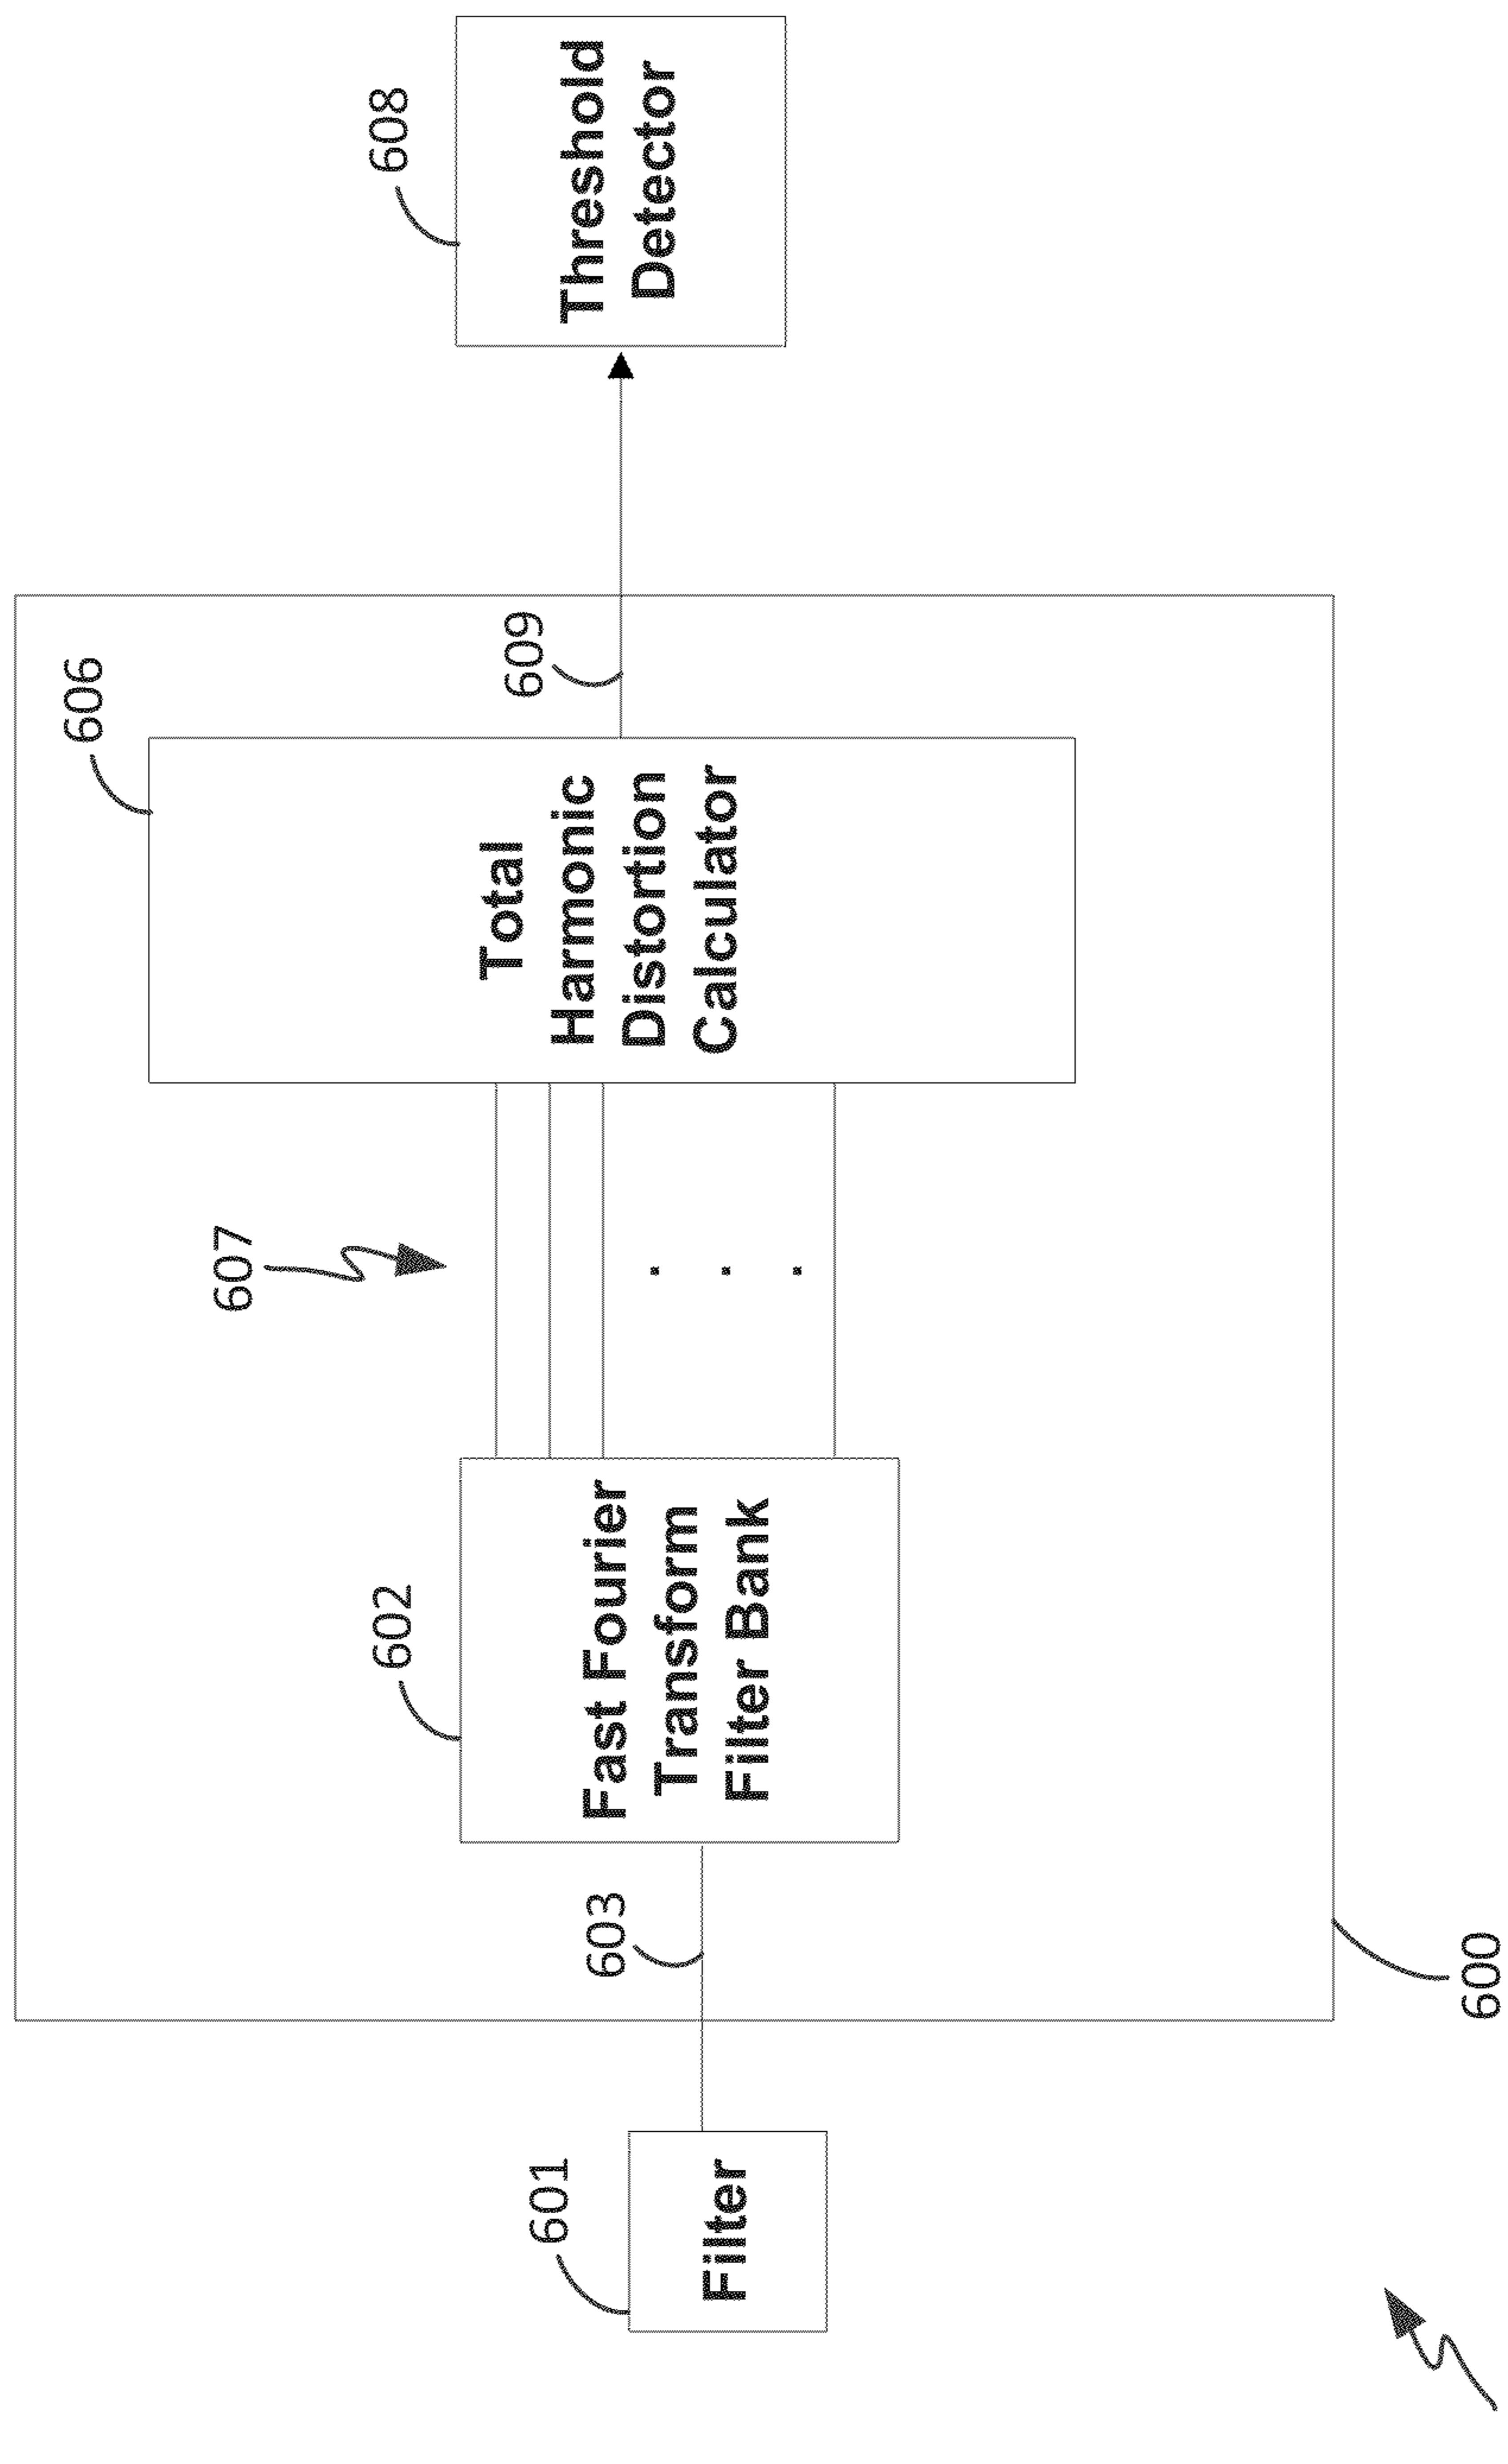 606
608
609
Total
Harmonic
Distortion
Calculator
Threshold
Detector
607
602
Fast Fourier
Transform
Filter Bank
603
601
Filter
600